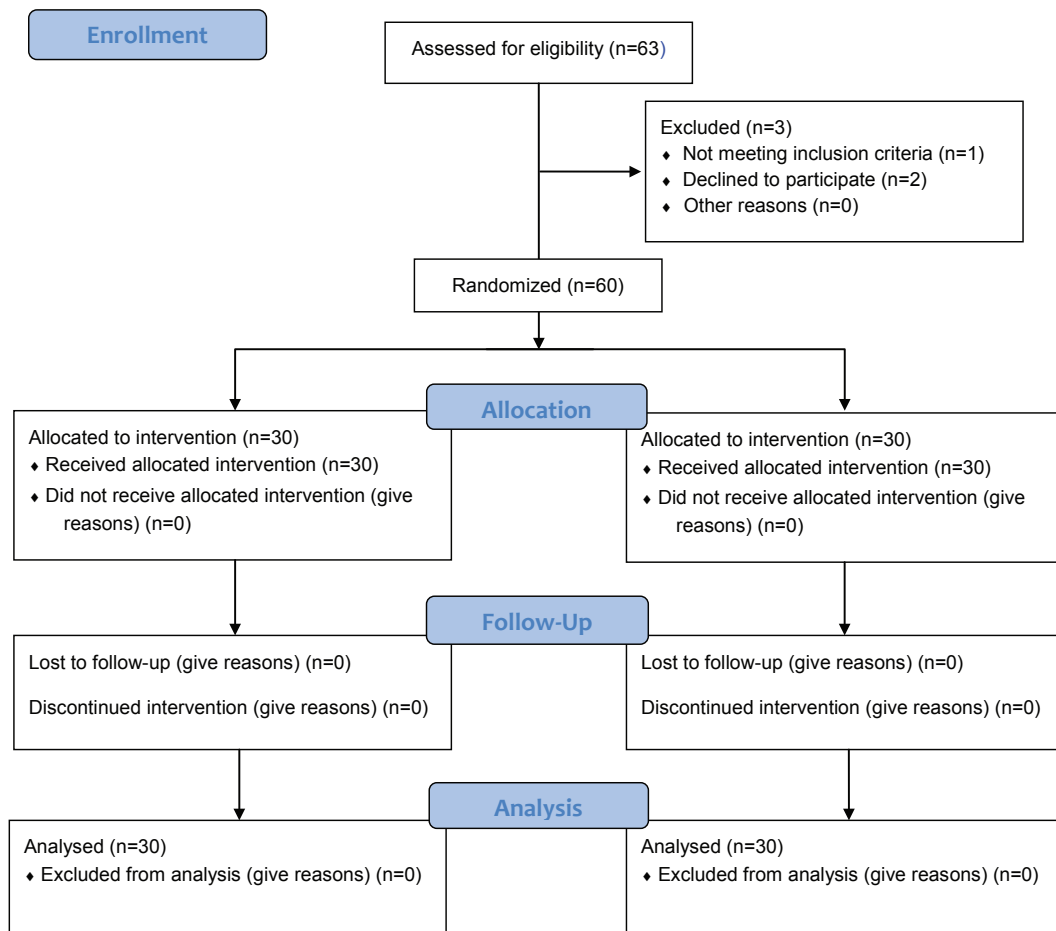 Enrollment
Assessed for eligibility (n=63)
Excluded (n=3)
♦ Not meeting inclusion criteria (n=1)
♦ Declined to participate (n=2)
♦ Other reasons (n=0)
Randomized (n=60)
Allocation
Allocated to intervention (n=30)
♦ Received allocated intervention (n=30)
♦ Did not receive allocated intervention (give
reasons) (n=0)
Allocated to intervention (n=30)
♦ Received allocated intervention (n=30)
♦ Did not receive allocated intervention (give
reasons) (n=0)
Follow-Up
Lost to follow-up (give reasons) (n=0)
Discontinued intervention (give reasons) (n=0)
Lost to follow-up (give reasons) (n=0)
Discontinued intervention (give reasons) (n=0)
Analysis
Analysed (n=30)
♦ Excluded from analysis (give reasons) (n=0)
Analysed (n=30)
♦ Excluded from analysis (give reasons) (n=0)